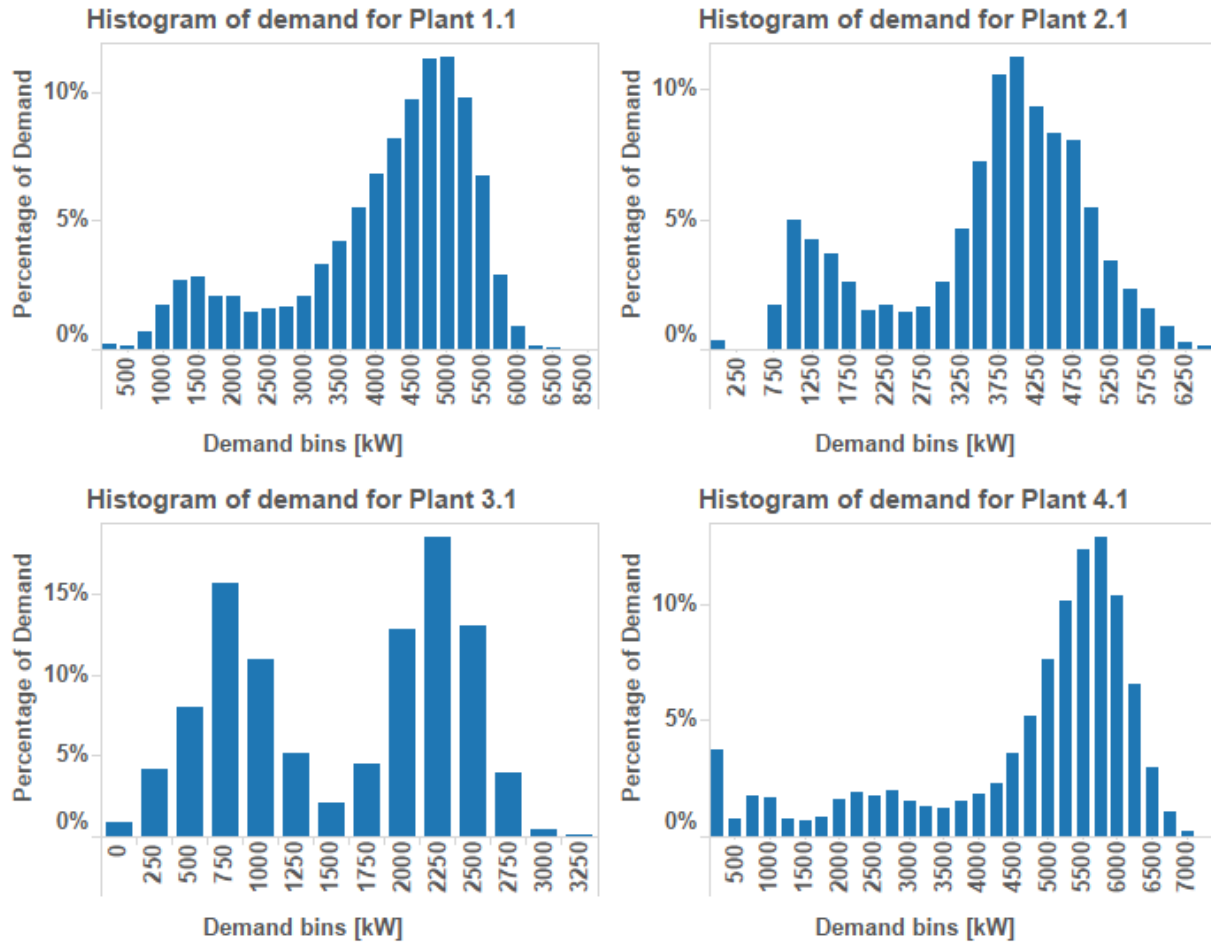 Histogram of demand for Plant 1.1
Percentage of Demand
10%
5%
0%
500 1000 1500 2000 2500 3000 3500 4000 4500 5000 5500 6000 6500 8500
Demand bins [kW]
Histogram of demand for Plant 2.1
Percentage of Demand
10%
5%
0%
250 750 1250 1750 2250 2750 3250 3750 4250 4750 5250 5750 6250
Demand bins [kW]
Histogram of demand for Plant 3.1
Percentage of Demand
15%
10%
5%
0%
0 250 500 750 1000 1250 1500 1750 2000 2250 2500 2750 3000 3250
Demand bins [kW]
Histogram of demand for Plant 4.1
Percentage of Demand
10%
5%
0%
500 1000 1500 2000 2500 3000 3500 4000 4500 5000 5500 6000 6500 7000
Demand bins [kW]